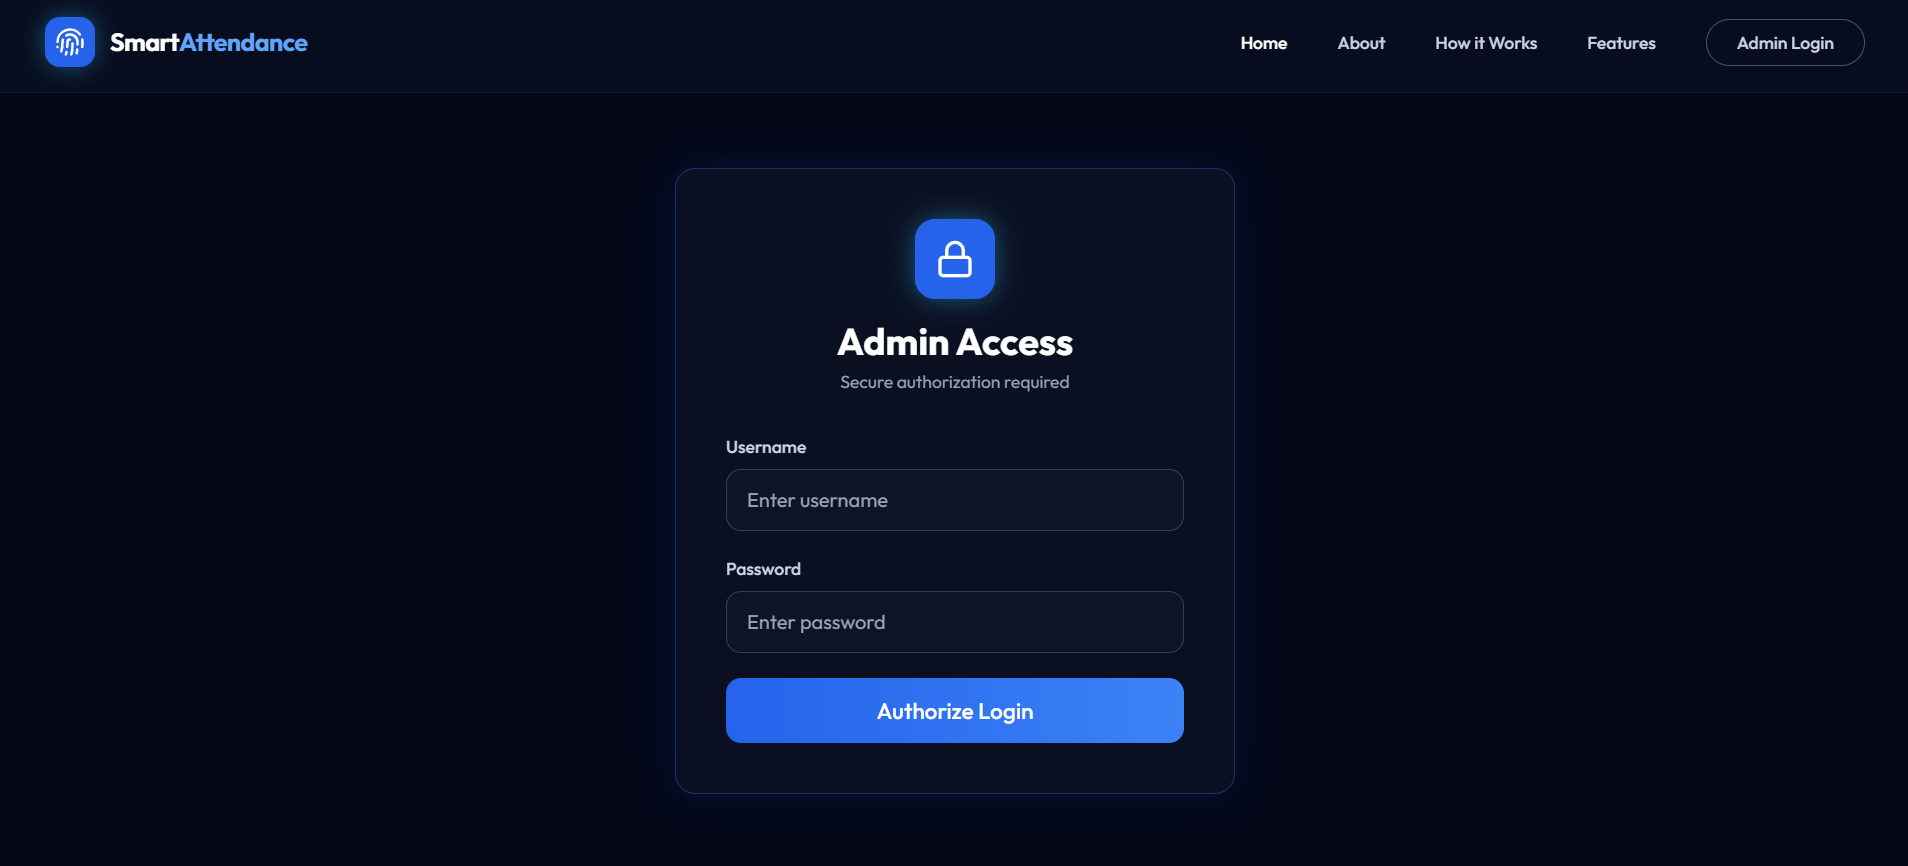 SmartAttendance
Home
About
How it Works
Features
Admin Login
Admin Access
Secure authorization required
Username
Enter username
Password
Enter password
Authorize Login